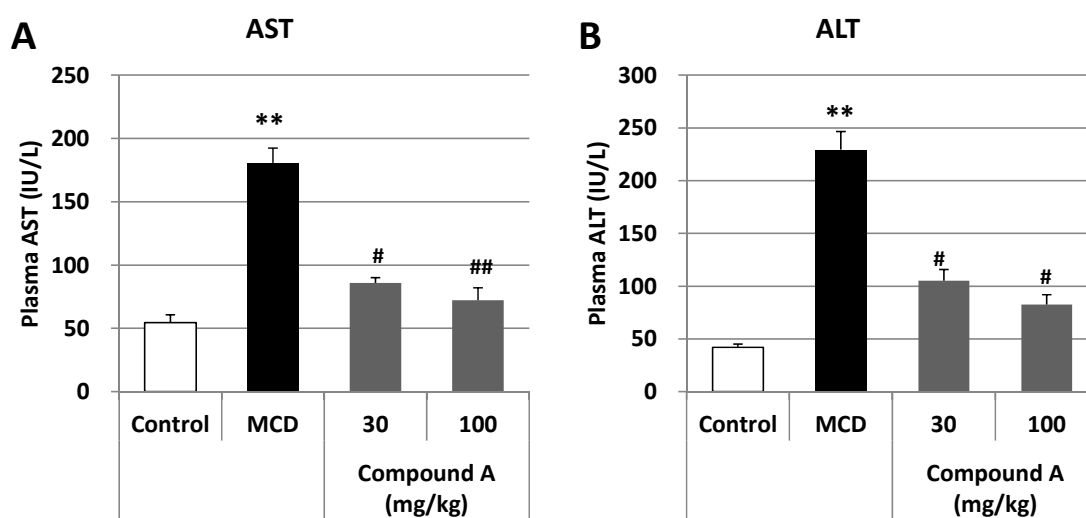 A
AST
Plasma AST (IU/L)
250
200
150
100
50
0
**
#
##
Control MCD 30 100
Compound A
(mg/kg)
B
ALT
Plasma ALT (IU/L)
300
250
200
150
100
50
0
**
#
#
Control MCD 30 100
Compound A
(mg/kg)